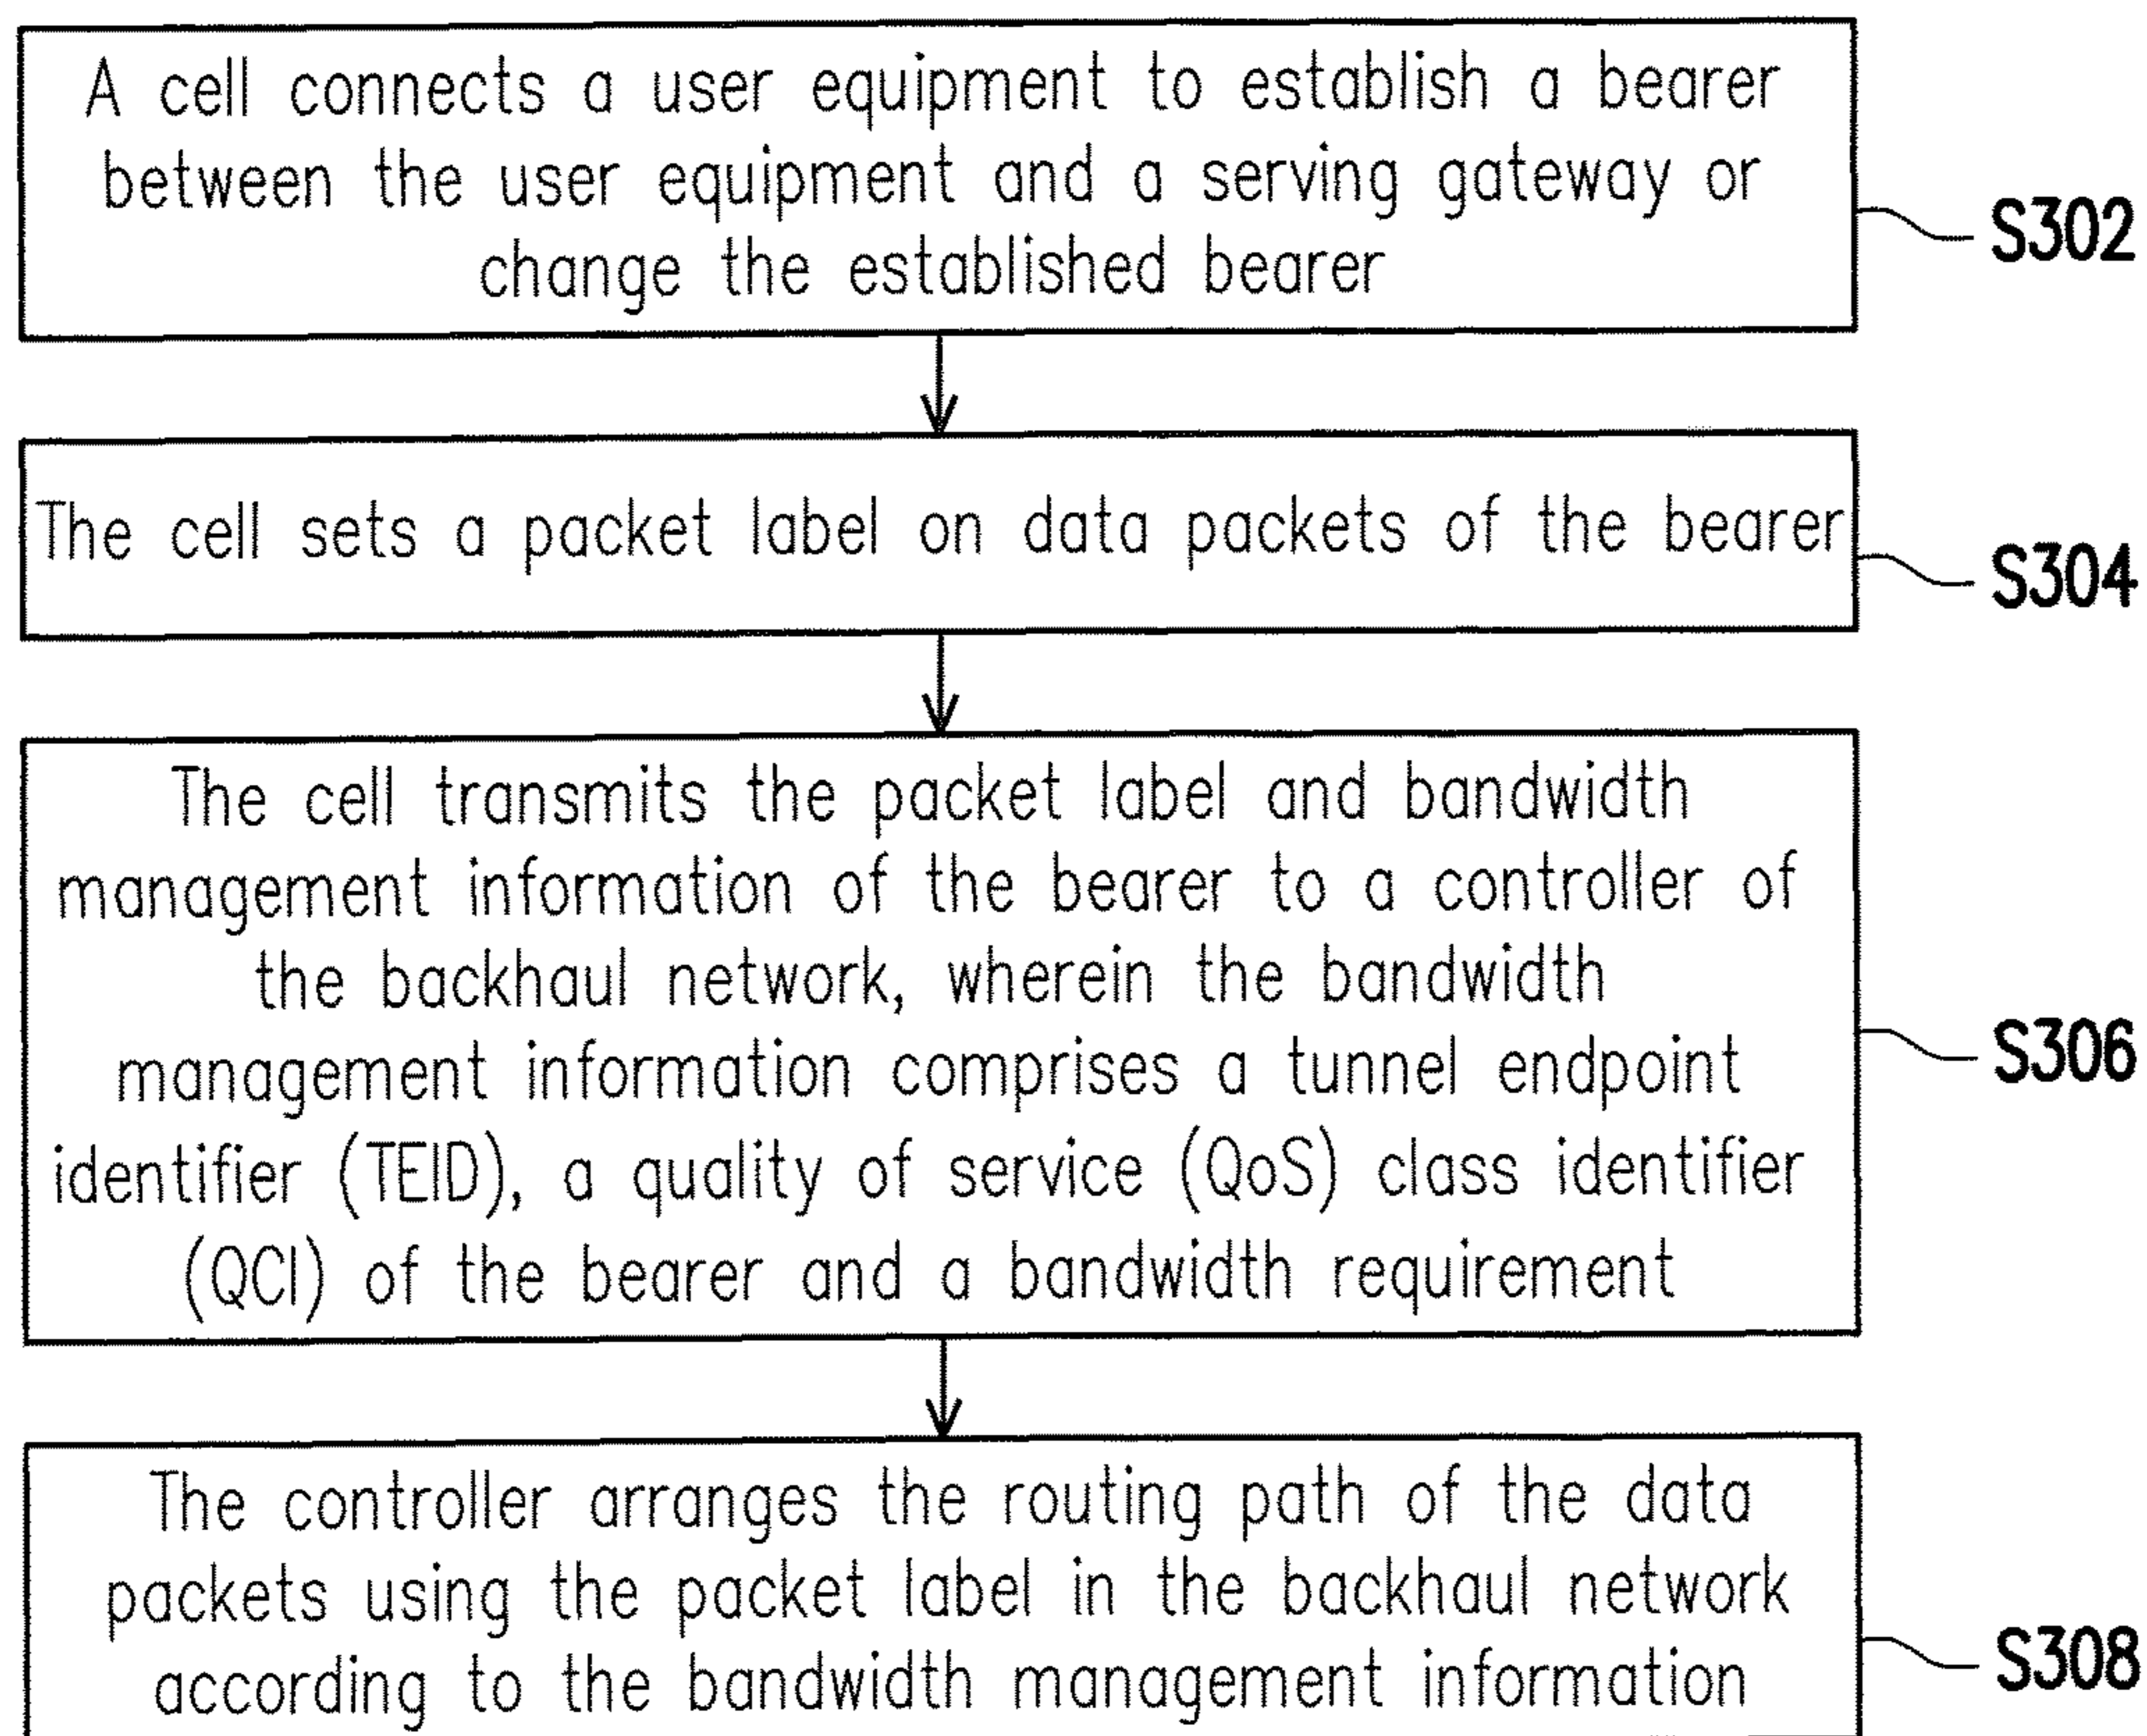 A cell connects a user equipment to establish a bearer
between the user equipment and a serving gateway or
change the established bearer
S302
The cell sets a packet label on data packets of the bearer
S304
The cell transmits the packet label and bandwidth
management information of the bearer to a controller of
the backhaul network, wherein the bandwidth
management information comprises a tunnel endpoint
identifier (TEID), a quality of service (QoS) class identifier
(QCI) of the bearer and a bandwidth requirement
S306
The controller arranges the routing path of the data
packets using the packet label in the backhaul network
according to the bandwidth management information
S308